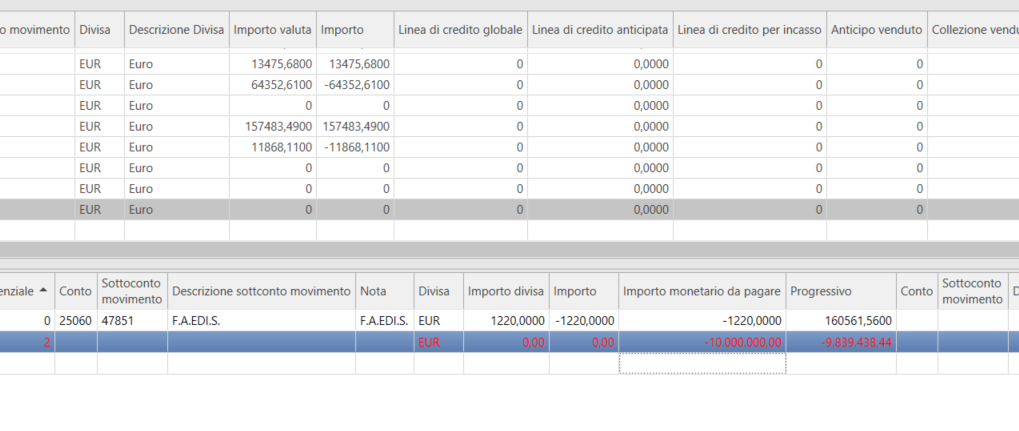 o movimento Divisa Descrizione Divisa Importo valuta Importo Linea di credito globale Linea di credito anticipata Linea di credito per incasso Anticipo venduto Collezione vendu
EUR Euro 13475,6800 13475,6800 0 0,0000 0 0
EUR Euro 64352,6100 -64352,6100 0 0,0000 0 0
EUR Euro 0 0 0 0,0000 0 0
EUR Euro 157483,4900 157483,4900 0 0,0000 0 0
EUR Euro 11868,1100 -11868,1100 0 0,0000 0 0
EUR Euro 0 0 0 0,0000 0 0
EUR Euro 0 0 0 0,0000 0 0
EUR Euro 0 0 0 0,0000 0 0
enziale Conto Sottoconto movimento Descrizione sottconto movimento Nota Divisa Importo divisa Importo Importo monetario da pagare Progressivo Conto Sottoconto movimento D
0 25060 47851 F.A.EDI.S. F.A.EDI.S. EUR 1220,0000 -1220,0000 -1220,0000 160561,5600
2 EUR 0,00 0,00 -10.000.000,00 -9.839.438,44